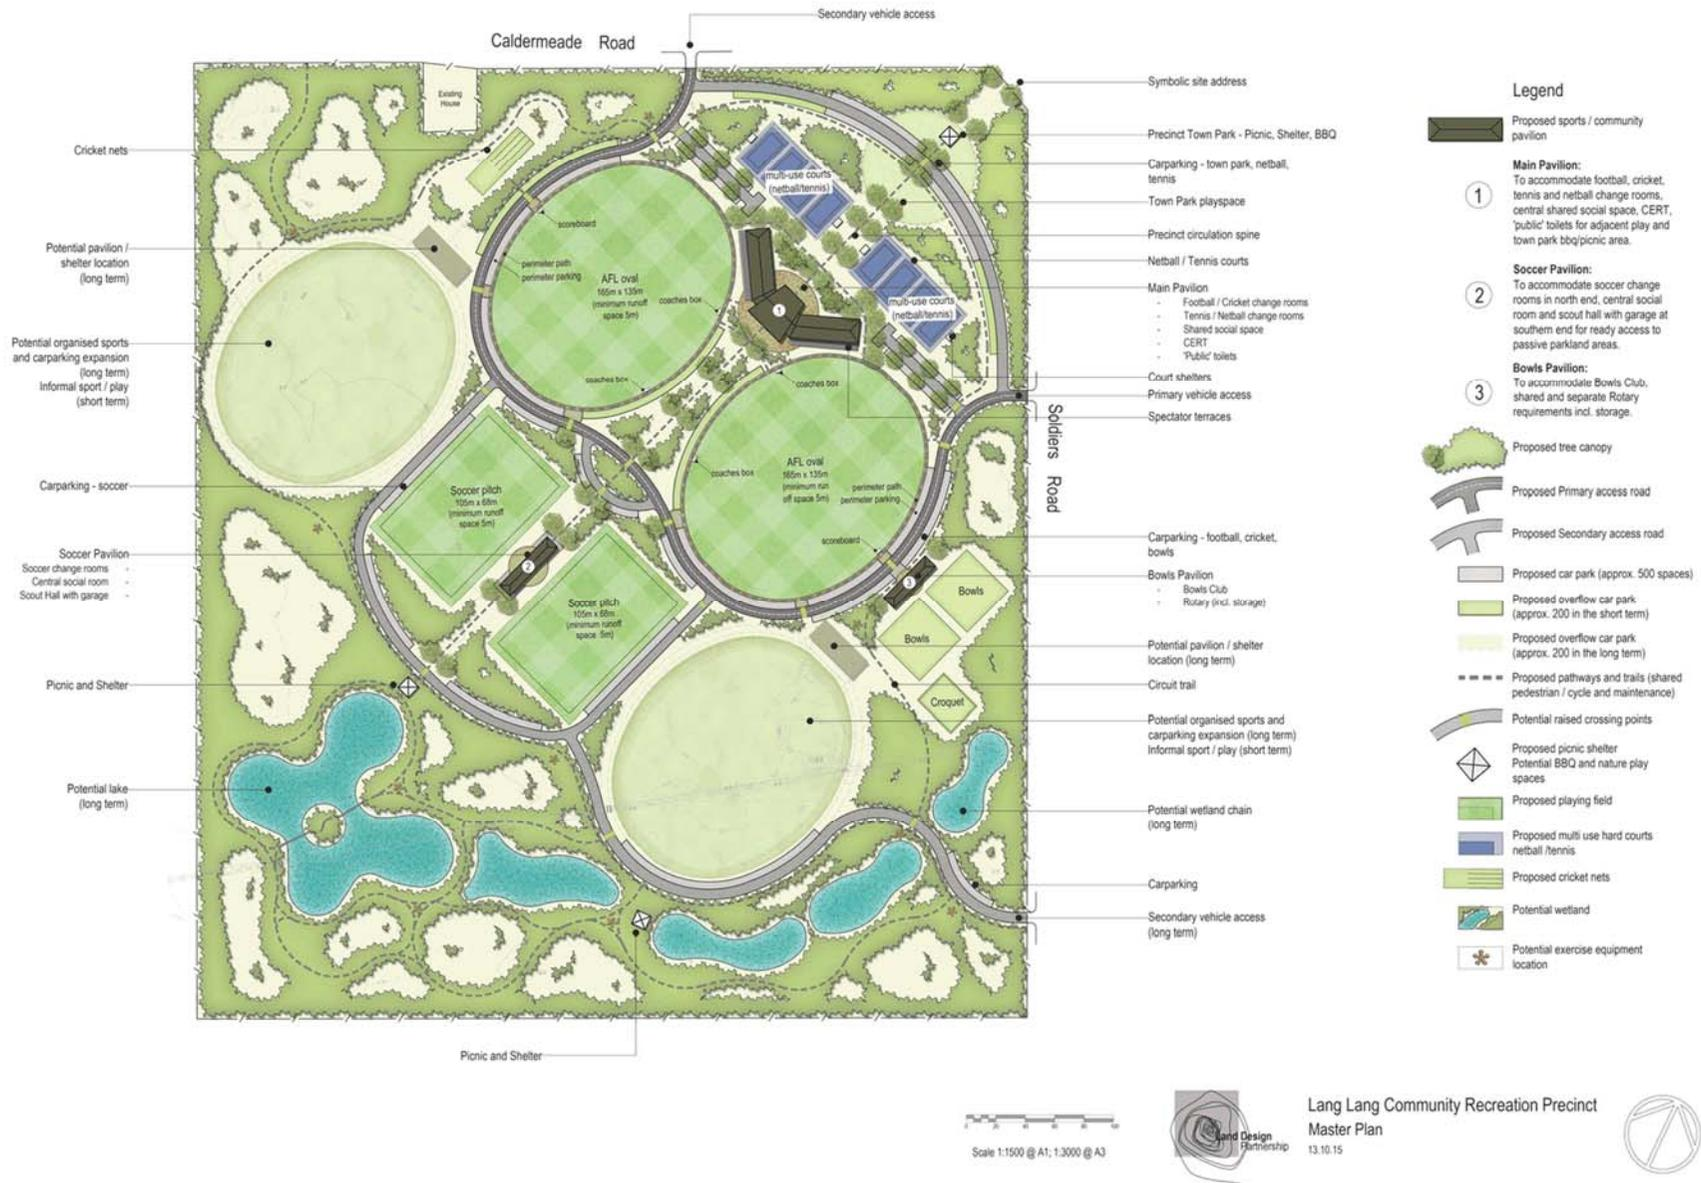 Secondary vehicle access
Caldermeade Road
Existing
House
Cricket nets
Potential pavilion /
shelter location
(long term)
Potential organised sports
and carparking expansion
(long term)
Informal sport / play
(short term)
Carparking - soccer
Soccer Pavilion
Soccer change rooms -
Central social room -
Scout Hall with garage -
Picnic and Shelter
Potential lake
(long term)
Picnic and Shelter
scoreboard
perimeter path
perimeter parking
AFL oval
165m x 135m
(minimum runoff
space 5m)
coaches box
coaches box
multi-use courts
(netball/tennis)
multi-use courts
(netball/tennis)
1
coaches box
coaches box
AFL oval
165m x 135m
(minimum run
off space 5m)
perimeter path
perimeter parking
scoreboard
Soccer pitch
105m x 68m
(minimum runoff
space 5m)
2
Soccer pitch
105m x 68m
(minimum runoff
space 5m)
3
Bowls
Bowls
Croquet
Soldiers Road
Symbolic site address
Precinct Town Park - Picnic, Shelter, BBQ
Carparking - town park, netball,
tennis
Town Park playspace
Precinct circulation spine
Netball / Tennis courts
Main Pavilion
- Football / Cricket change rooms
- Tennis / Netball change rooms
- Shared social space
- CERT
- 'Public' toilets
Court shelters
Primary vehicle access
Spectator terraces
Carparking - football, cricket,
bowls
Bowls Pavilion
- Bowls Club
- Rotary (incl. storage)
Potential pavilion / shelter
location (long term)
Circuit trail
Potential organised sports and
carparking expansion (long term)
Informal sport / play (short term)
Potential wetland chain
(long term)
Carparking
Secondary vehicle access
(long term)
Legend
Proposed sports / community
pavilion
1
Main Pavilion:
To accommodate football, cricket,
tennis and netball change rooms,
central shared social space, CERT,
'public' toilets for adjacent play and
town park bbq/picnic area.
2
Soccer Pavilion:
To accommodate soccer change
rooms in north end, central social
room and scout hall with garage at
southern end for ready access to
passive parkland areas.
3
Bowls Pavilion:
To accommodate Bowls Club,
shared and separate Rotary
requirements incl. storage.
Proposed tree canopy
Proposed Primary access road
Proposed Secondary access road
Proposed car park (approx. 500 spaces)
Proposed overflow car park
(approx. 200 in the short term)
Proposed overflow car park
(approx. 200 in the long term)
Proposed pathways and trails (shared
pedestrian / cycle and maintenance)
Potential raised crossing points
Proposed picnic shelter
Potential BBQ and nature play
spaces
Proposed playing field
Proposed multi use hard courts
netball /tennis
Proposed cricket nets
Potential wetland
Potential exercise equipment
location
Scale 1:1500 @ A1; 1:3000 @ A3
Land Design
Partnership
Lang Lang Community Recreation Precinct
Master Plan
13.10.15